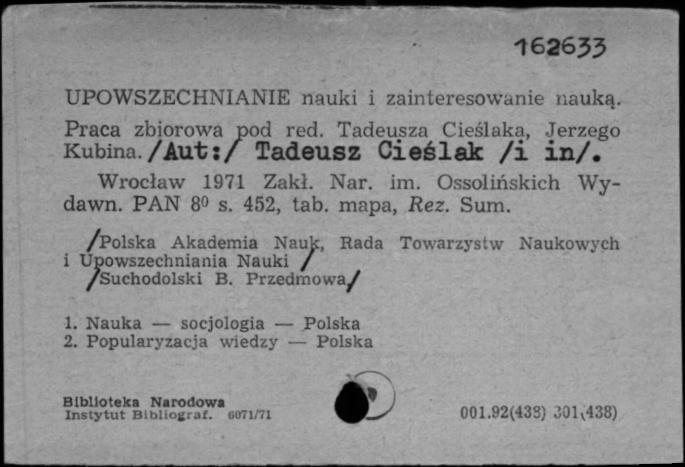 162633
UPOWSZECHNIANIE nauki i zainteresowanie nauką.
Praca zbiorowa pod red. Tadeusza Cieślaka, Jerzego
Kubina. /Aut:/ Tadeusz Cieślak /i in/.
Wrocław 1971 Zakł. Nar. im. Ossolińskich Wy-
dawn. PAN 8⁰ s. 452, tab. mapa, Rez. Sum.
/Polska Akademia Nauk, Rada Towarzystw Naukowych
i Upowszechniania Nauki /
/Suchodolski B. Przedmowa/
1. Nauka — socjologia — Polska
2. Popularyzacja wiedzy — Polska
Biblioteka Narodowa
Instytut Bibliograf. 6071/71
001.92(438) 301(438)